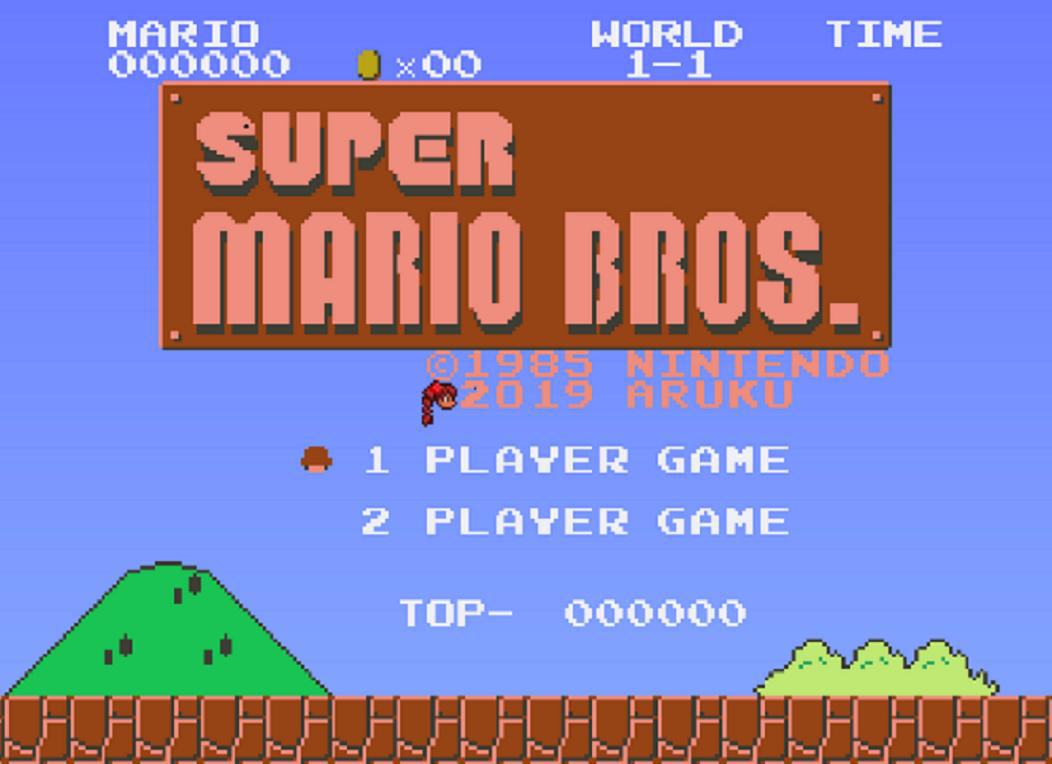 MARIO WORLD TIME
000000 ×00 1-1
SUPER
MARIO BROS.
©1985 NINTENDO
2019 ARUKU
1 PLAYER GAME
2 PLAYER GAME
TOP- 000000